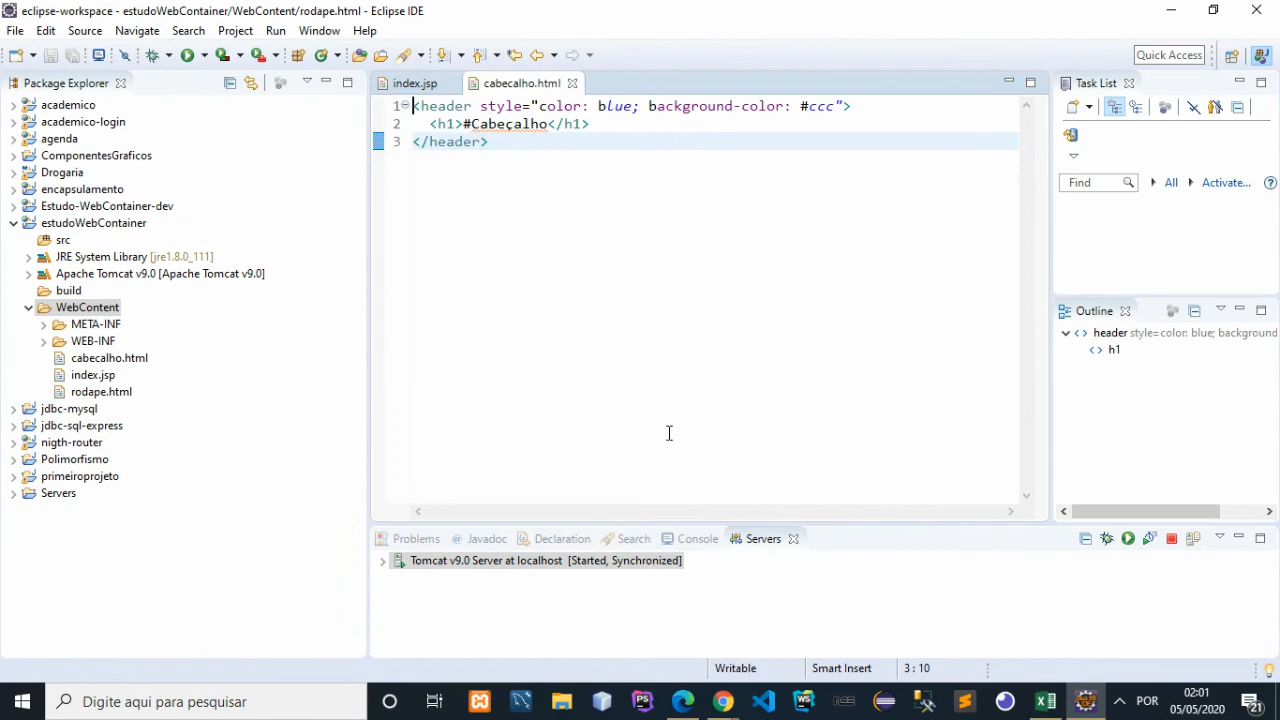 eclipse-workspace - estudoWebContainer/WebContent/rodape.html - Eclipse IDE
File Edit Source Navigate Search Project Run Window Help
Quick Access
Package Explorer
academico
academico-login
agenda
ComponentesGraficos
Drogaria
encapsulamento
Estudo-WebContainer-dev
estudoWebContainer
src
JRE System Library [jre1.8.0_111]
Apache Tomcat v9.0 [Apache Tomcat v9.0]
build
WebContent
META-INF
WEB-INF
cabecalho.html
index.jsp
rodape.html
jdbc-mysql
jdbc-sql-express
nigth-router
Polimorfismo
primeiroprojeto
Servers
index.jsp cabecalho.html
1 <header style="color: blue; background-color: #ccc">
2 <h1>#Cabeçalho</h1>
3 </header>
Task List
Find All Activate...
Outline
header style=color: blue; background
h1
Problems Javadoc Declaration Search Console Servers
Tomcat v9.0 Server at localhost [Started, Synchronized]
Writable Smart Insert 3 : 10
Digite aqui para pesquisar
POR
02:01
05/05/2020
21